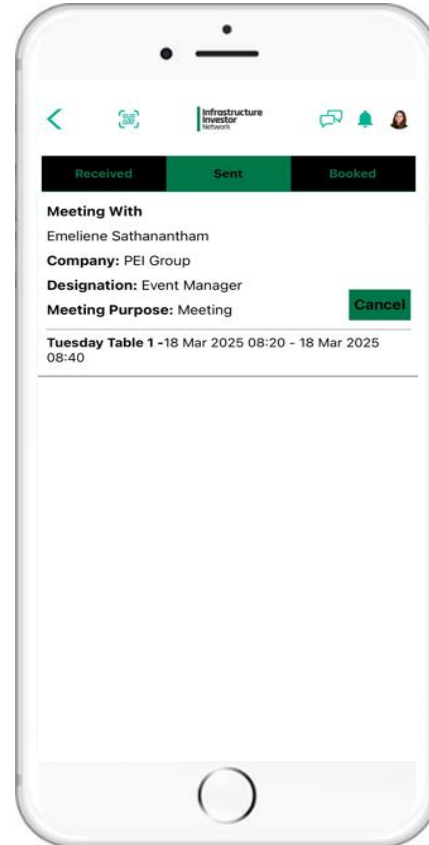 Infrastructure
Investor
Network
Received Sent Booked
Meeting With
Emeliene Sathanantham
Company: PEI Group
Designation: Event Manager
Meeting Purpose: Meeting
Cancel
Tuesday Table 1 -18 Mar 2025 08:20 - 18 Mar 2025
08:40